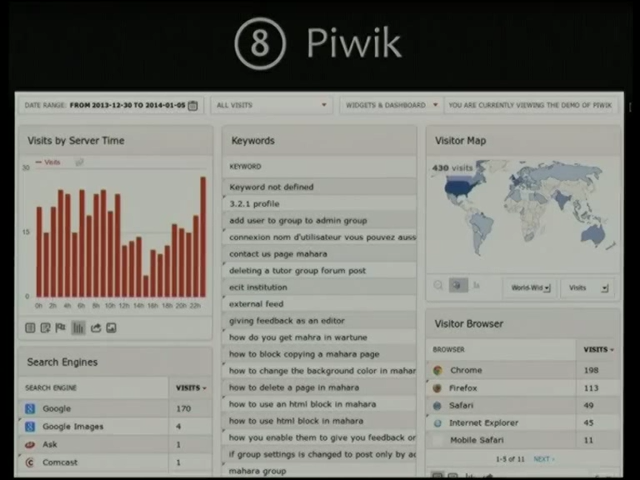 8 Piwik
DATE RANGE: FROM 2013-12-30 TO 2014-01-05
ALL VISITS
WIDGETS & DASHBOARD
YOU ARE CURRENTLY VIEWING THE DEMO OF PIWIK
Visits by Server Time
Visits
30
15
0
0h 2h 4h 6h 8h 10h 12h 14h 16h 18h 20h 22h
Search Engines
SEARCH ENGINE VISITS
Google 170
Google Images 4
Ask 1
Comcast 1
Keywords
KEYWORD
Keyword not defined
3.2.1 profile
add user to group to admin group
connexion nom d'utilisateur vous pouvez auss
contact us page mahara
deleting a tutor group forum post
ecit institution
external feed
giving feedback as an editor
how do you get mahra in wartune
how to block copying a mahara page
how to change the background color in mahar
how to delete a page in mahara
how to use an html block in mahara
how to use html block in mahara
how you enable them to give you feedback or
if group settings is changed to post only by ac
mahara group
Visitor Map
430 visits
World-Wid
Visits
Visitor Browser
BROWSER VISITS
Chrome 198
Firefox 113
Safari 49
Internet Explorer 45
Mobile Safari 11
1-5 of 11 NEXT ›